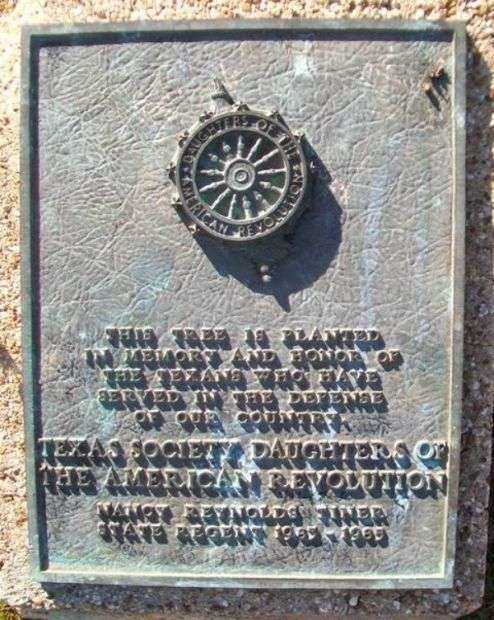 DAUGHTERS OF THE
AMERICAN REVOLUTION
THIS TREE IS PLANTED
IN MEMORY AND HONOR OF
THE TEXANS WHO HAVE
SERVED IN THE DEFENSE
OF OUR COUNTRY.
TEXAS SOCIETY DAUGHTERS OF
THE AMERICAN REVOLUTION
NANCY REYNOLDS TINER
STATE REGENT